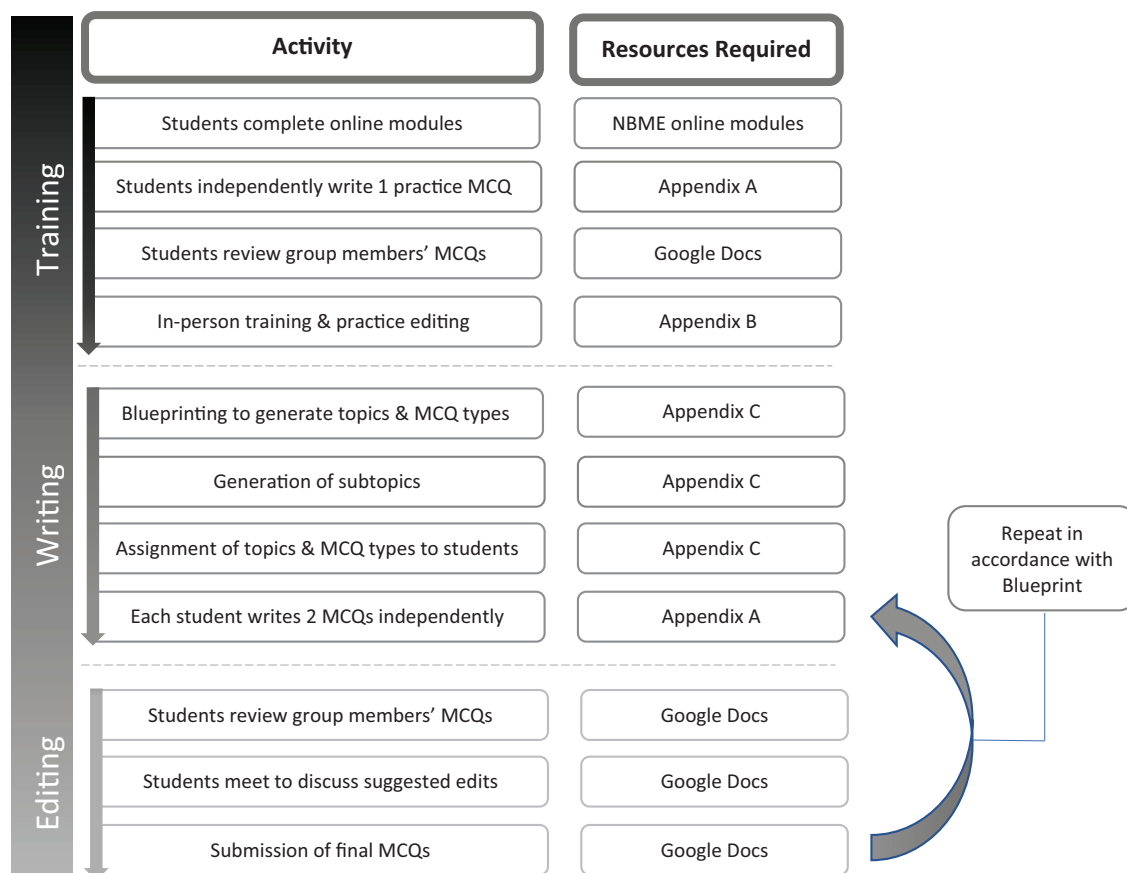 Activity
Resources Required
Training
Students complete online modules
NBME online modules
Students independently write 1 practice MCQ
Appendix A
Students review group members’ MCQs
Google Docs
In-person training & practice editing
Appendix B
Writing
Blueprinting to generate topics & MCQ types
Appendix C
Generation of subtopics
Appendix C
Assignment of topics & MCQ types to students
Appendix C
Each student writes 2 MCQs independently
Appendix A
Repeat in
accordance with
Blueprint
Editing
Students review group members’ MCQs
Google Docs
Students meet to discuss suggested edits
Google Docs
Submission of final MCQs
Google Docs